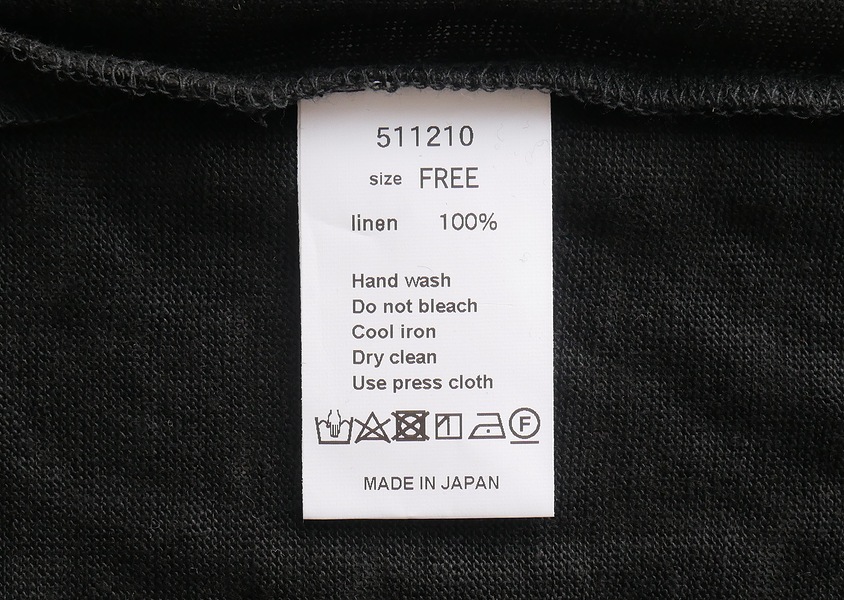 511210
size FREE
linen 100%
Hand wash
Do not bleach
Cool iron
Dry clean
Use press cloth
F
MADE IN JAPAN